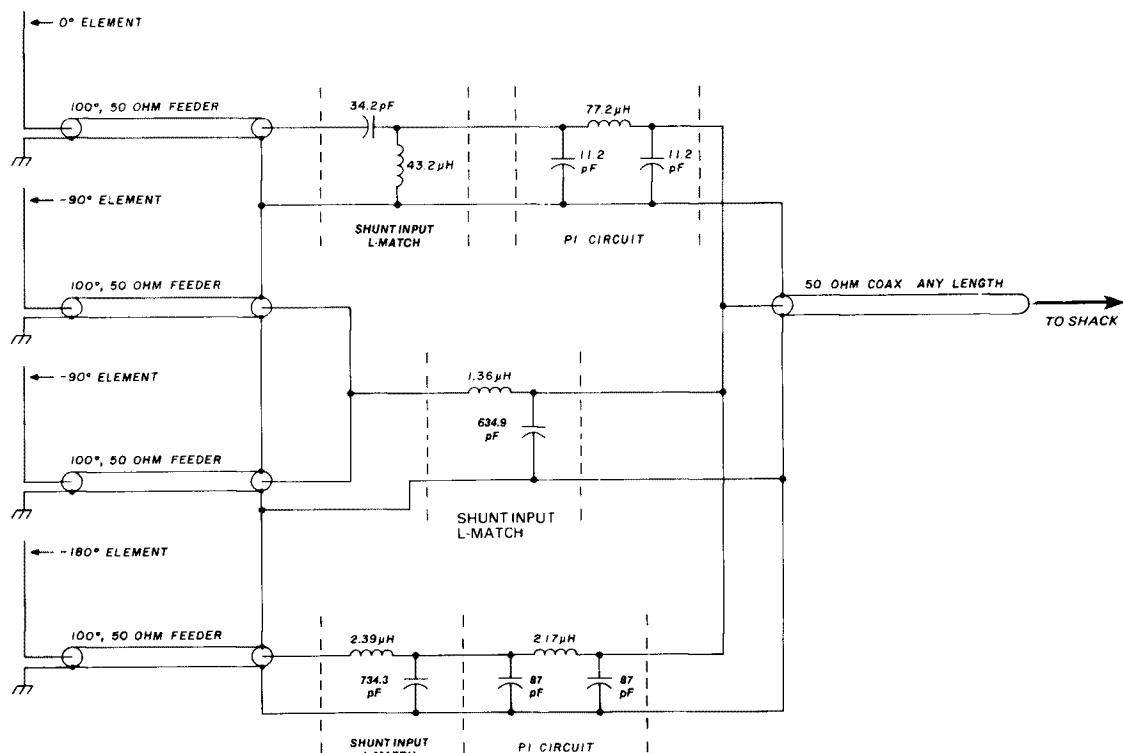 0° ELEMENT
100°, 50 OHM FEEDER
34.2pF
43.2µH
SHUNT INPUT
L-MATCH
77.2µH
11.2
pF
11.2
pF
PI CIRCUIT
-90° ELEMENT
100°, 50 OHM FEEDER
50 OHM COAX ANY LENGTH
TO SHACK
-90° ELEMENT
100°, 50 OHM FEEDER
1.36µH
634.9
pF
SHUNT INPUT
L-MATCH
-180° ELEMENT
100°, 50 OHM FEEDER
2.39µH
734.3
pF
2.17µH
87
pF
87
pF
SHUNT INPUT
L-MATCH
PI CIRCUIT